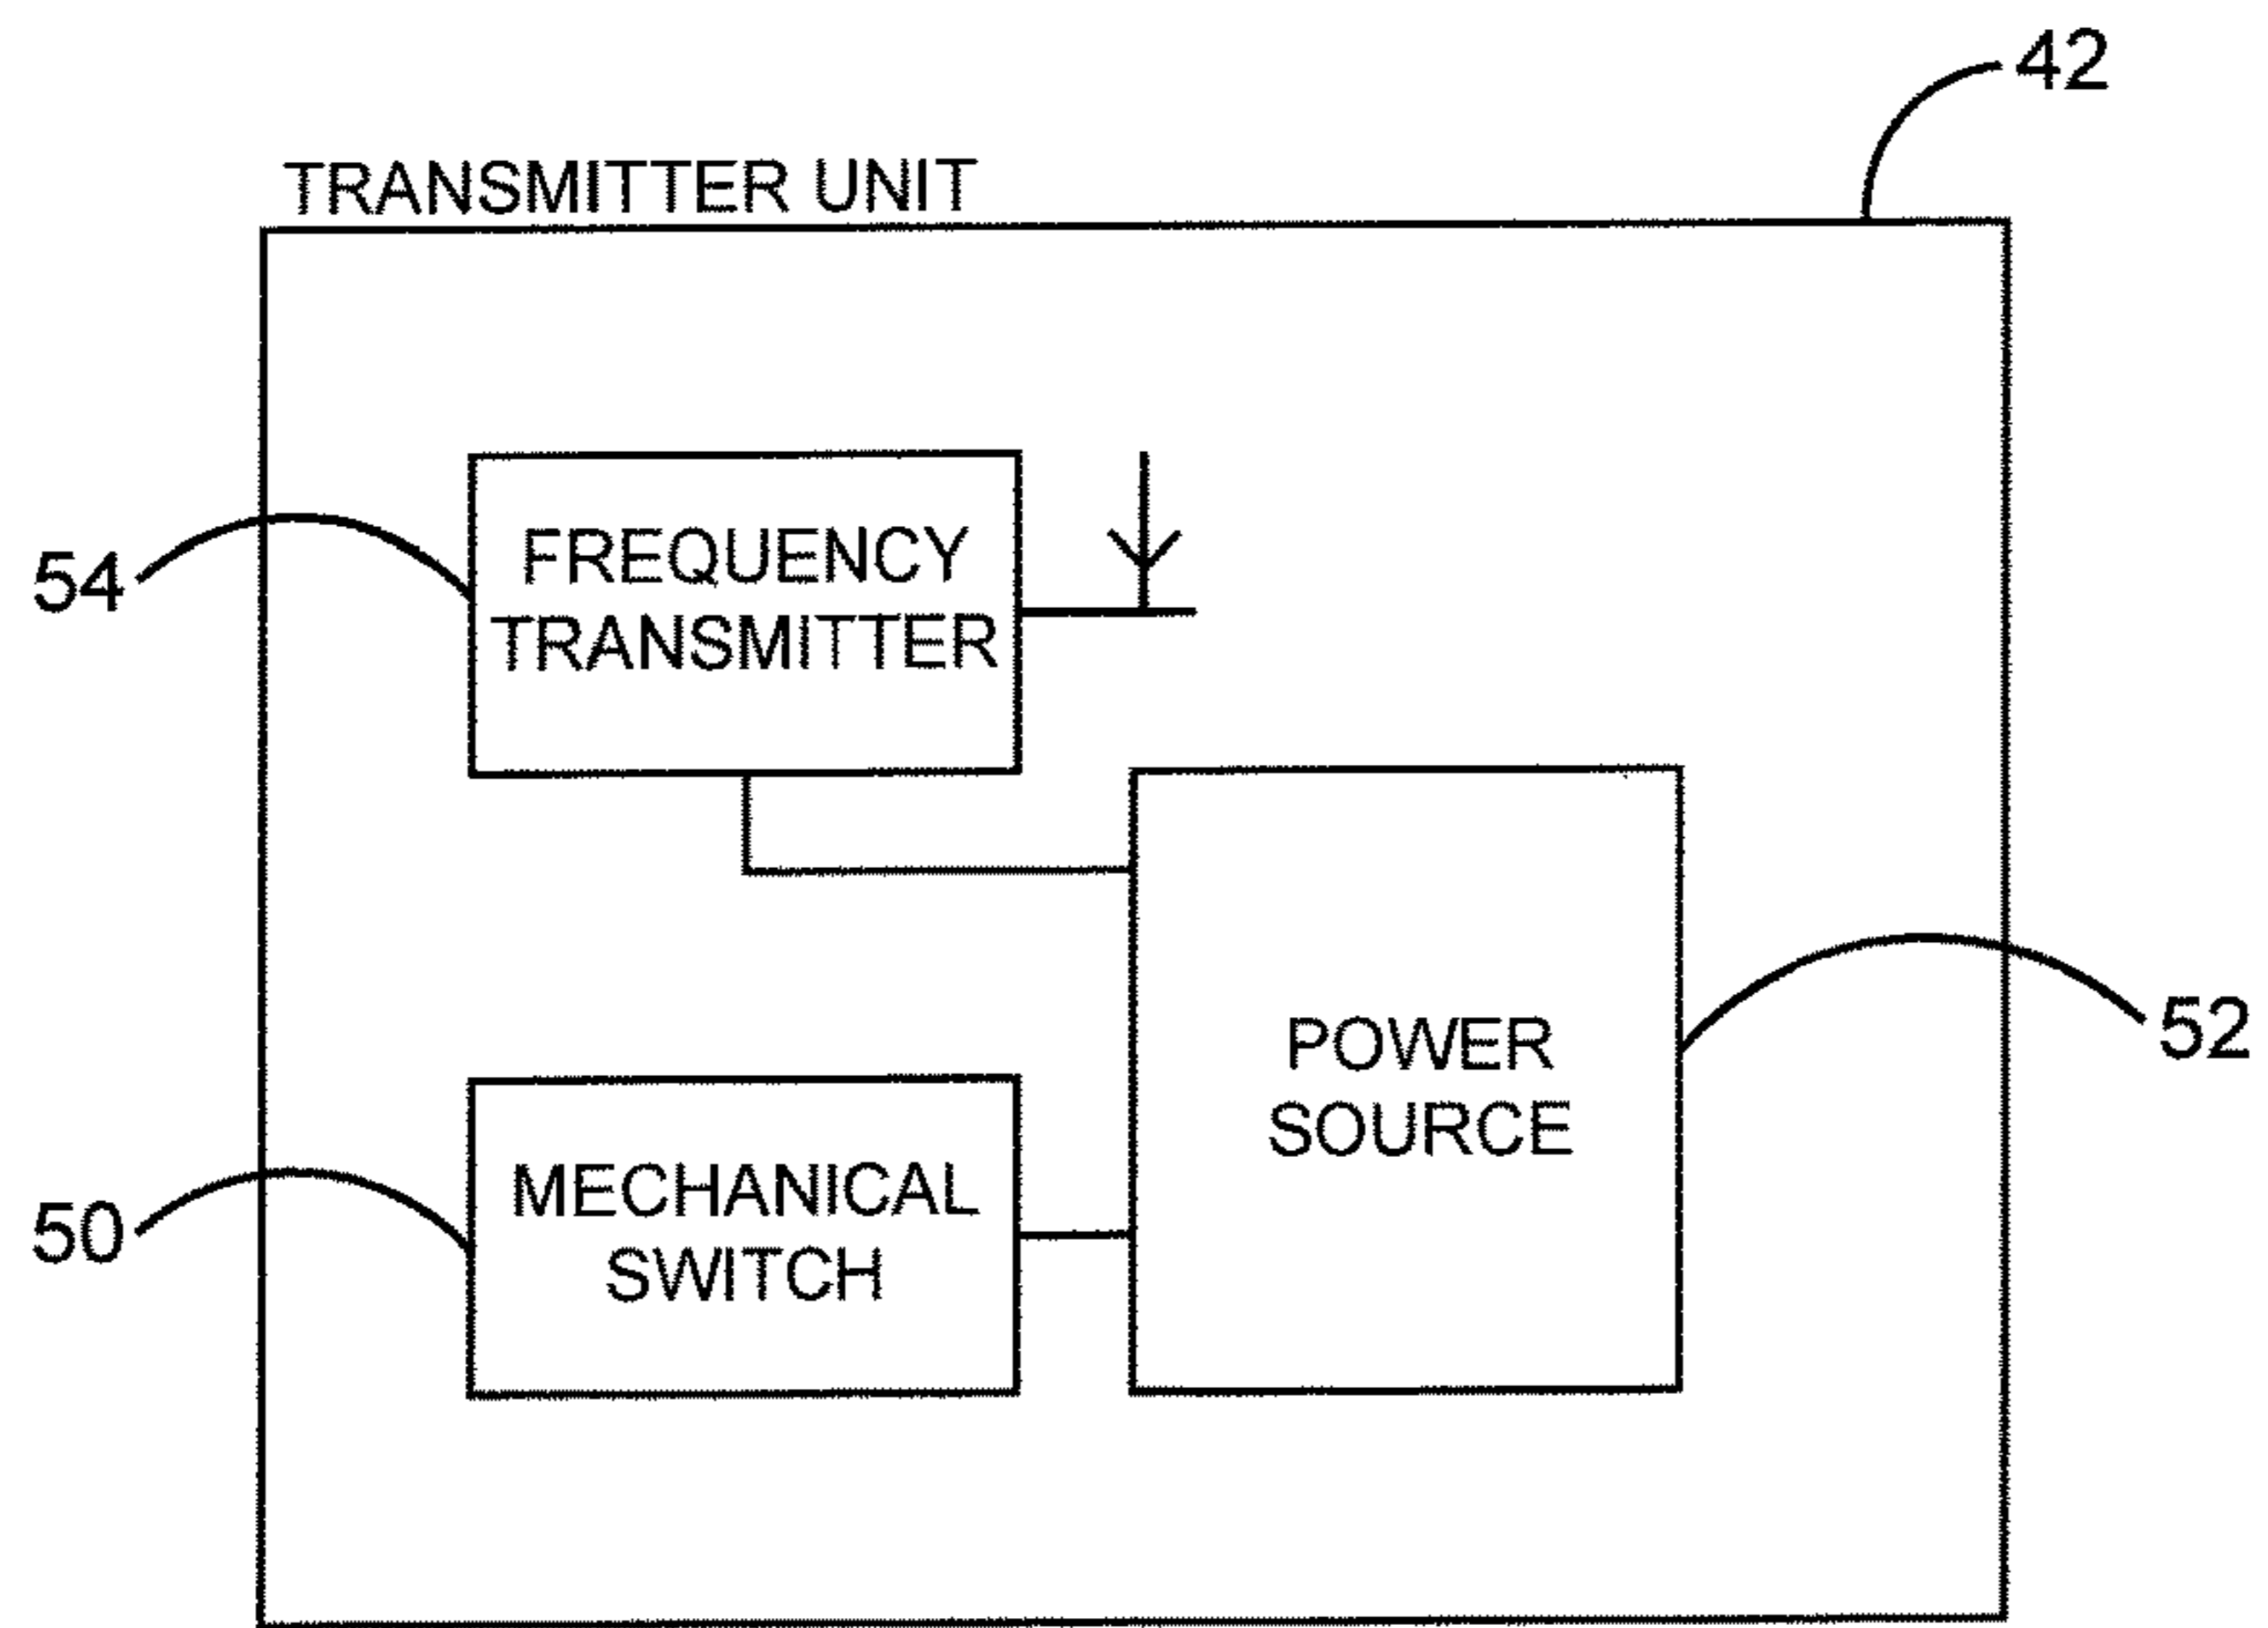 42
TRANSMITTER UNIT
54
FREQUENCY
TRANSMITTER
POWER
SOURCE
52
50
MECHANICAL
SWITCH